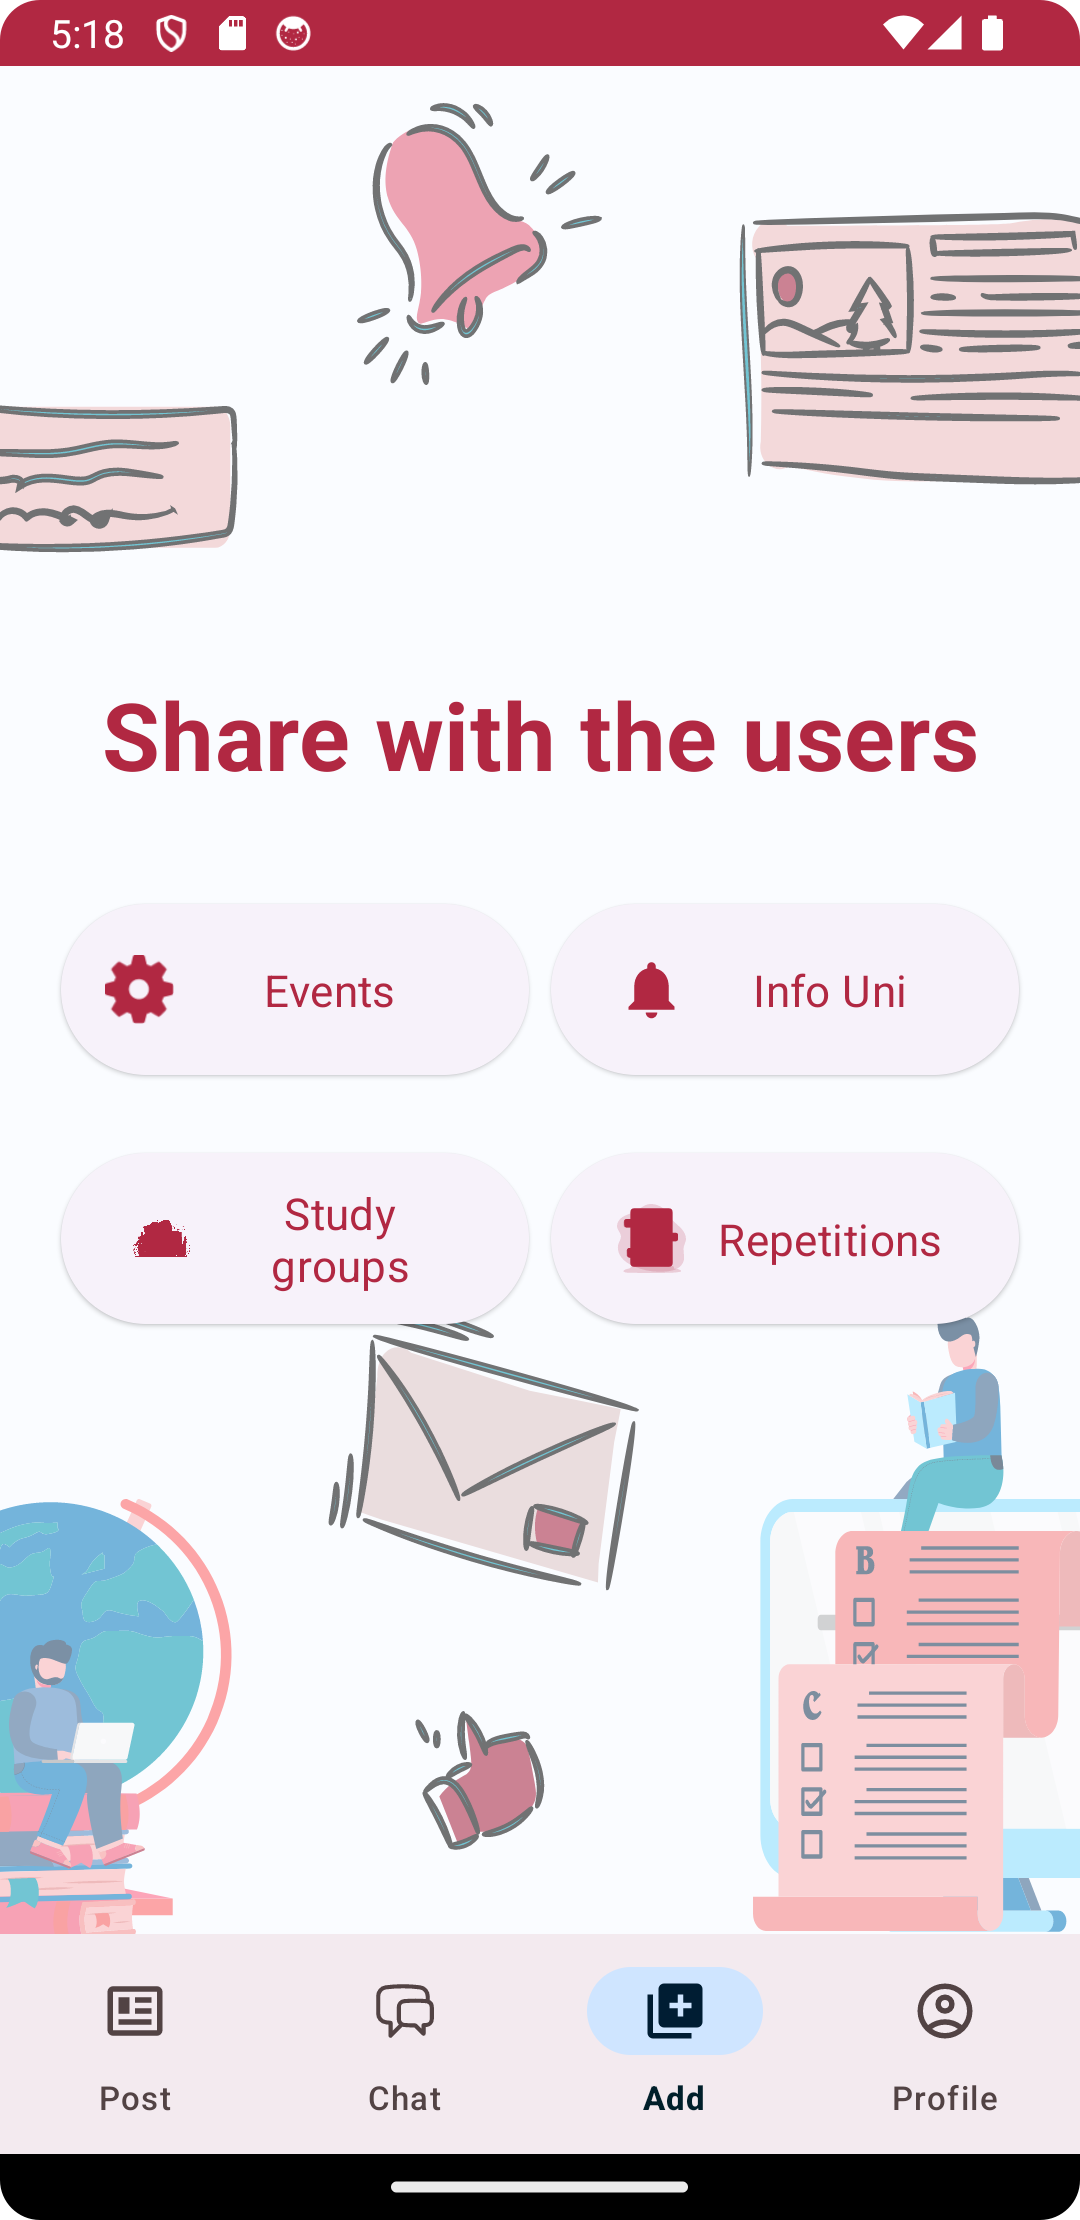 5:18
Share with the users
Events
Info Uni
Study
groups
Repetitions
B
C
Post
Chat
Add
Profile